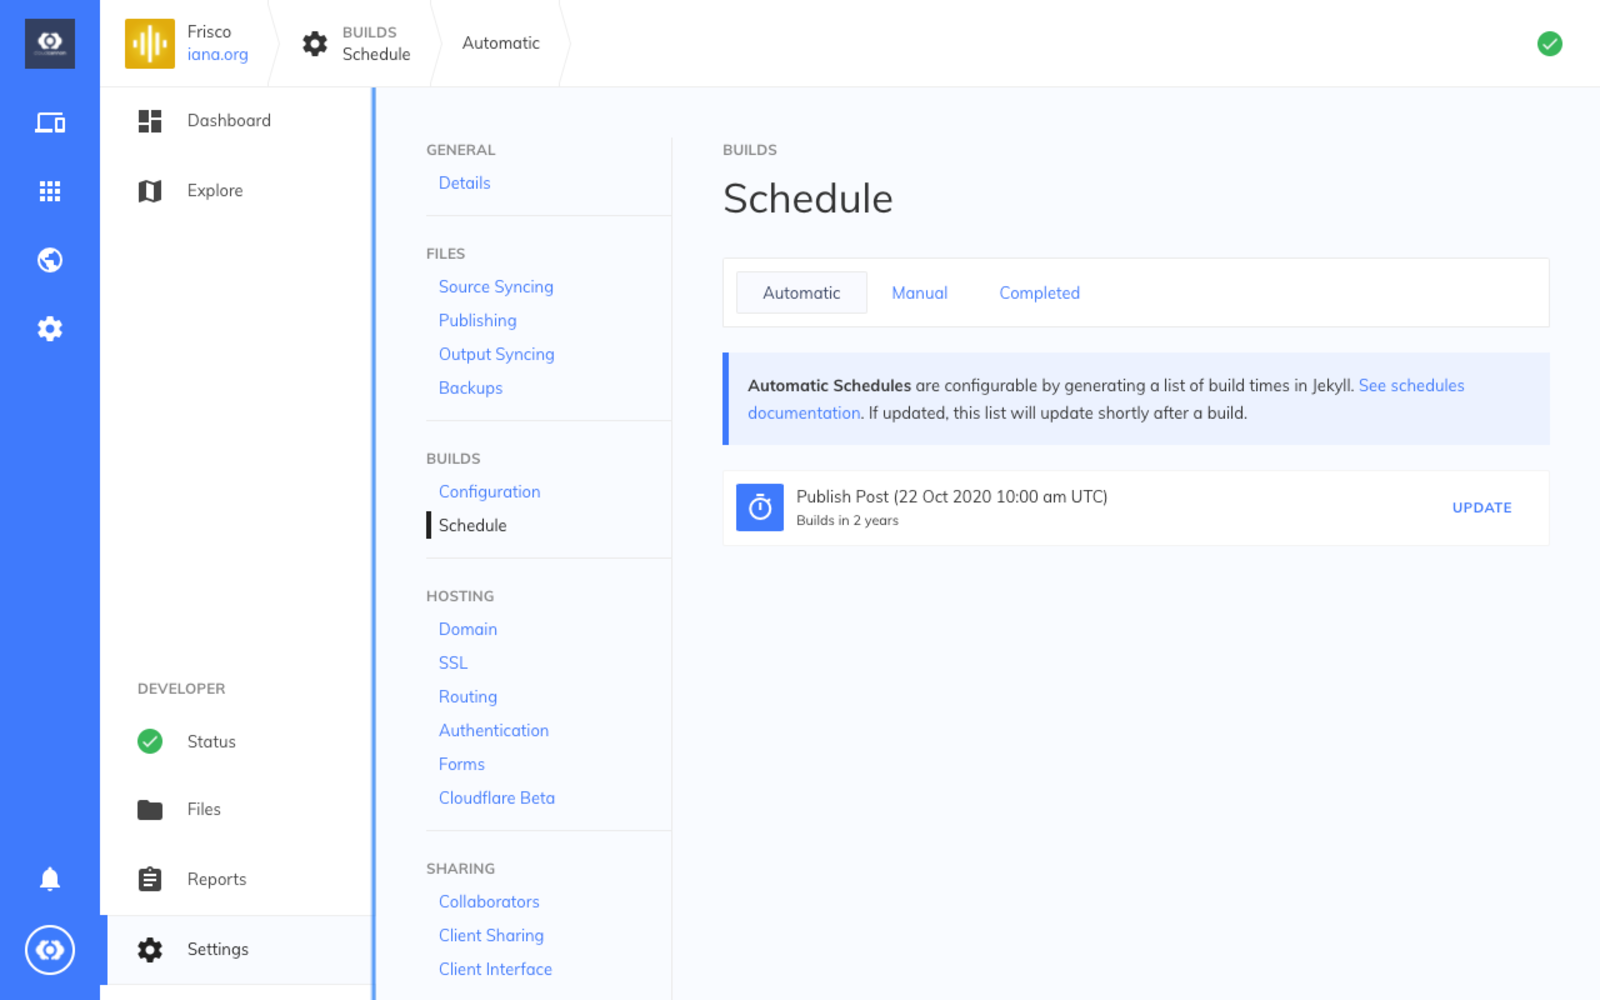 Frisco
iana.org
BUILDS
Schedule
Automatic
Dashboard
Explore
DEVELOPER
Status
Files
Reports
Settings
GENERAL
Details
FILES
Source Syncing
Publishing
Output Syncing
Backups
BUILDS
Configuration
Schedule
HOSTING
Domain
SSL
Routing
Authentication
Forms
Cloudflare Beta
SHARING
Collaborators
Client Sharing
Client Interface
BUILDS
Schedule
Automatic Manual Completed
Automatic Schedules are configurable by generating a list of build times in Jekyll. See schedules
documentation. If updated, this list will update shortly after a build.
Publish Post (22 Oct 2020 10:00 am UTC)
Builds in 2 years
UPDATE